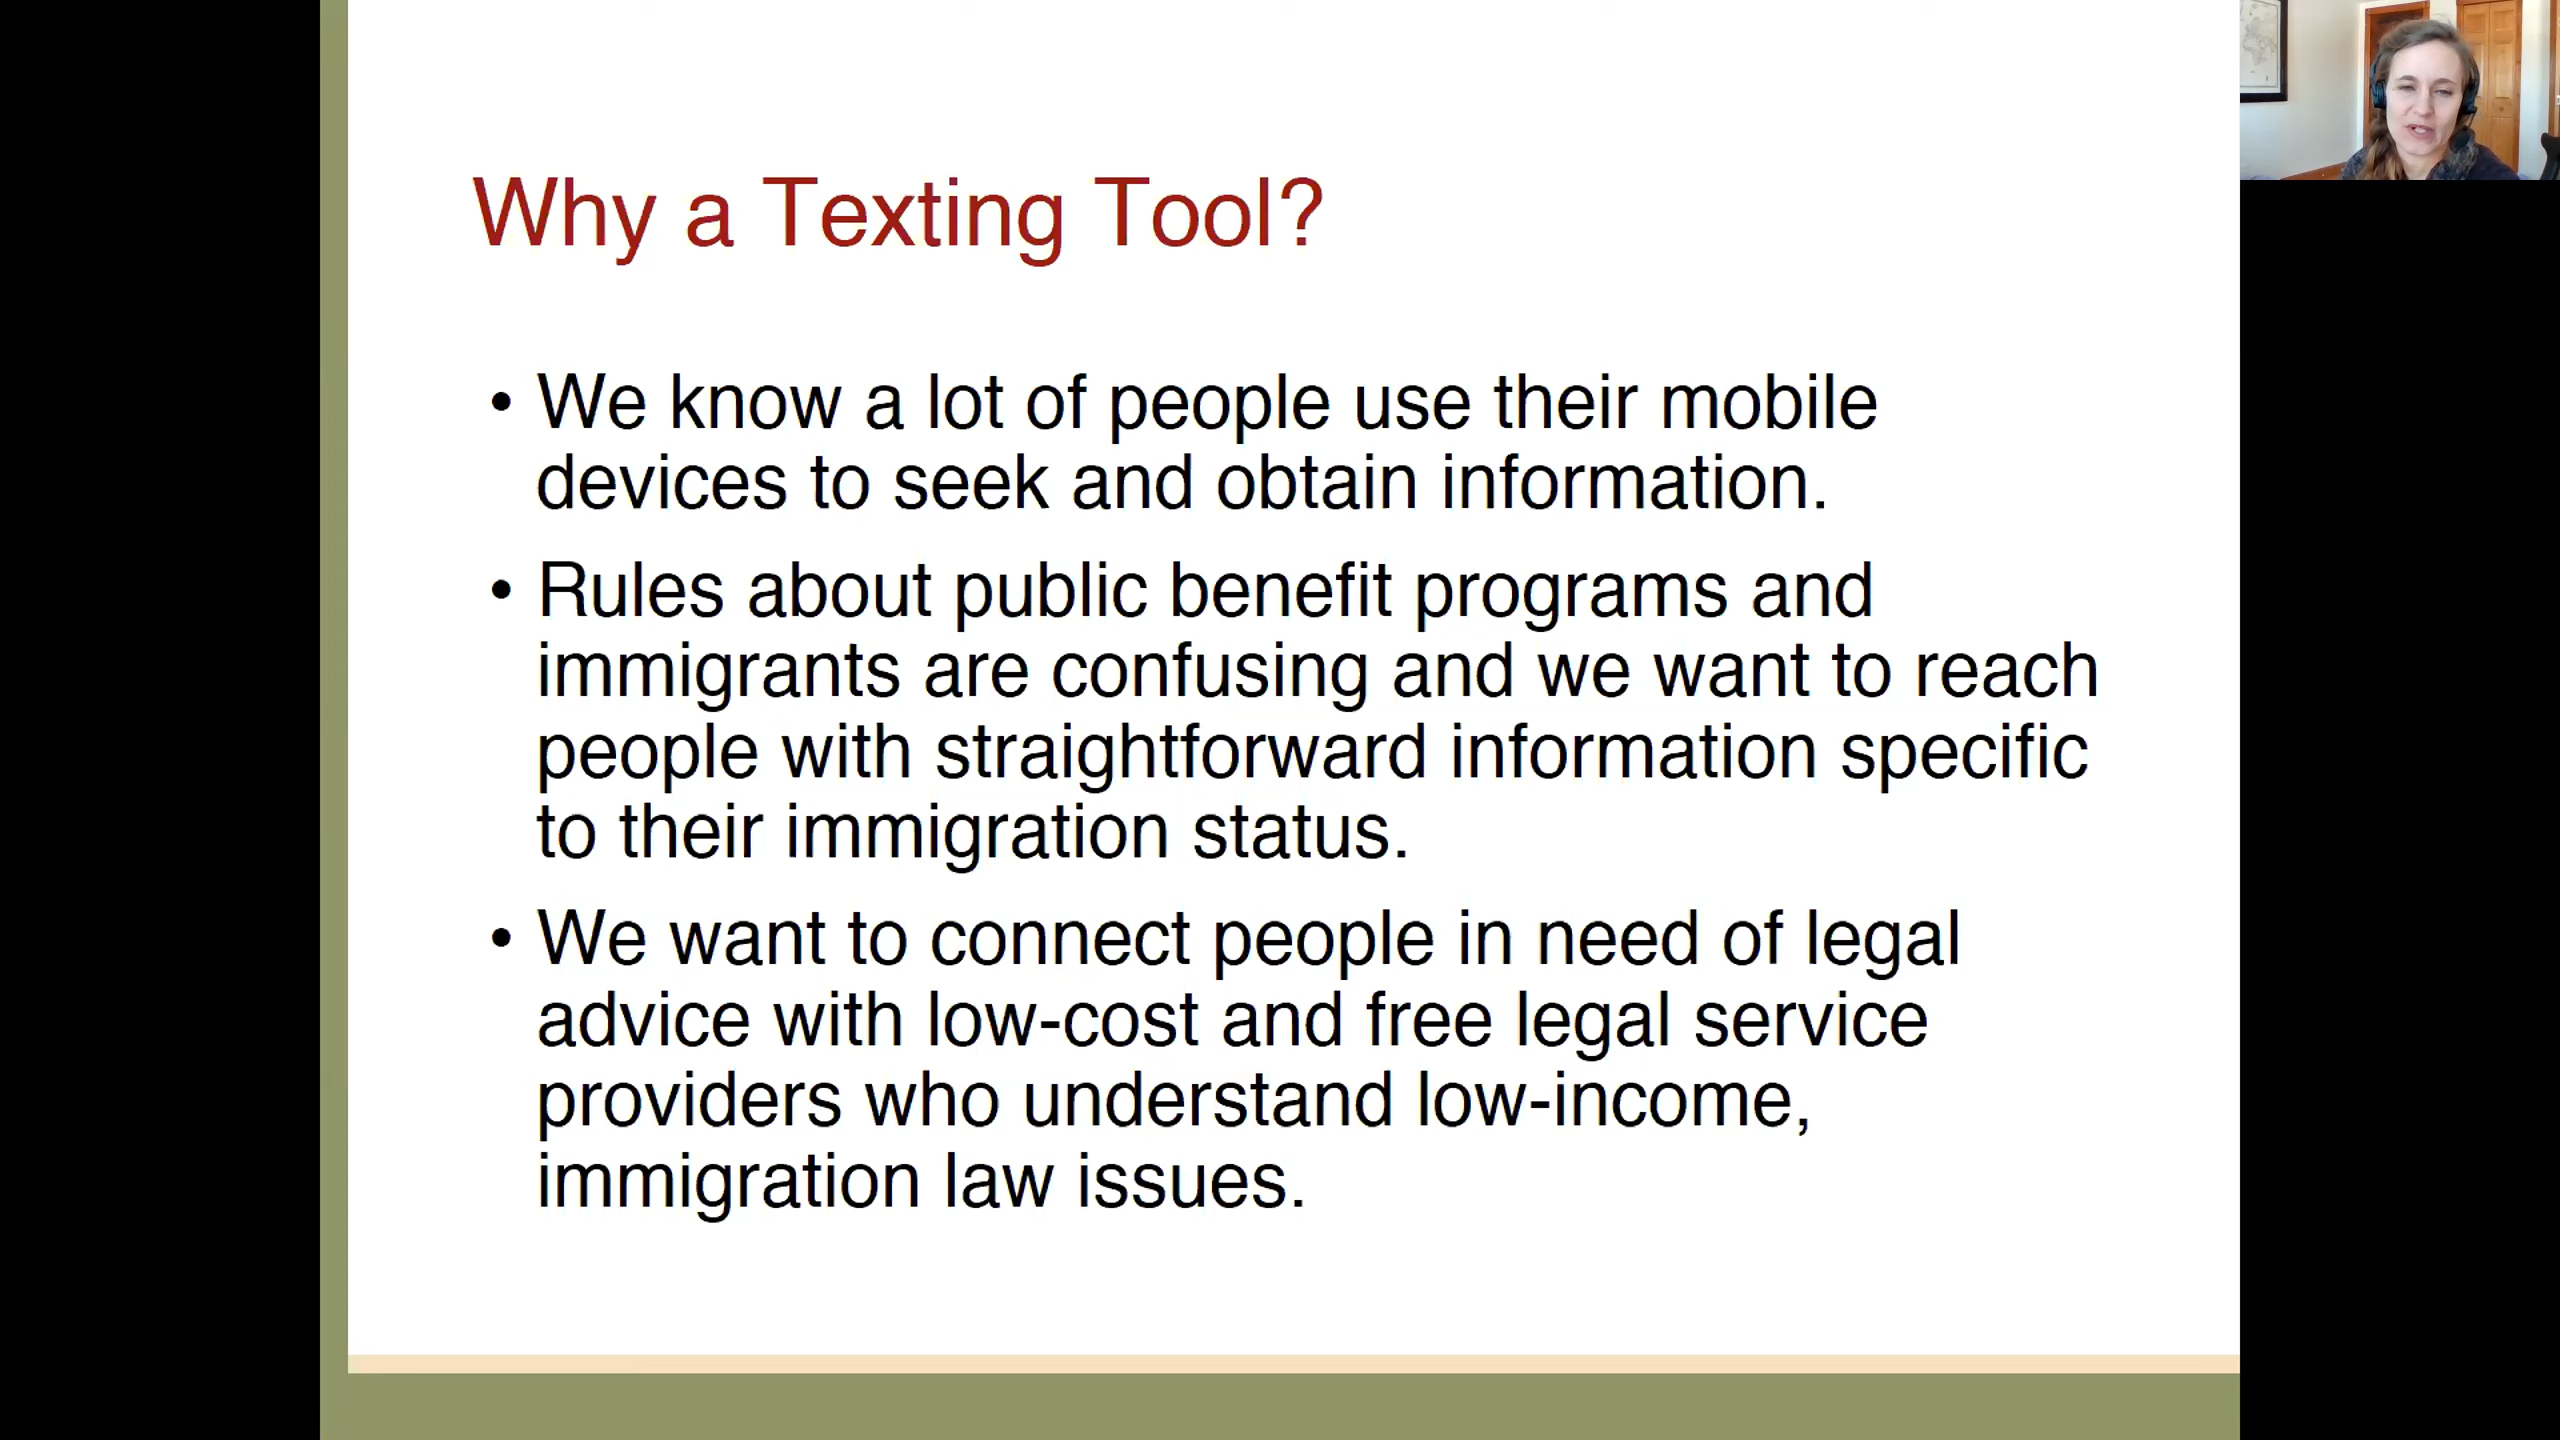 Why a Texting Tool?
• We know a lot of people use their mobile
devices to seek and obtain information.
• Rules about public benefit programs and
immigrants are confusing and we want to reach
people with straightforward information specific
to their immigration status.
• We want to connect people in need of legal
advice with low-cost and free legal service
providers who understand low-income,
immigration law issues.